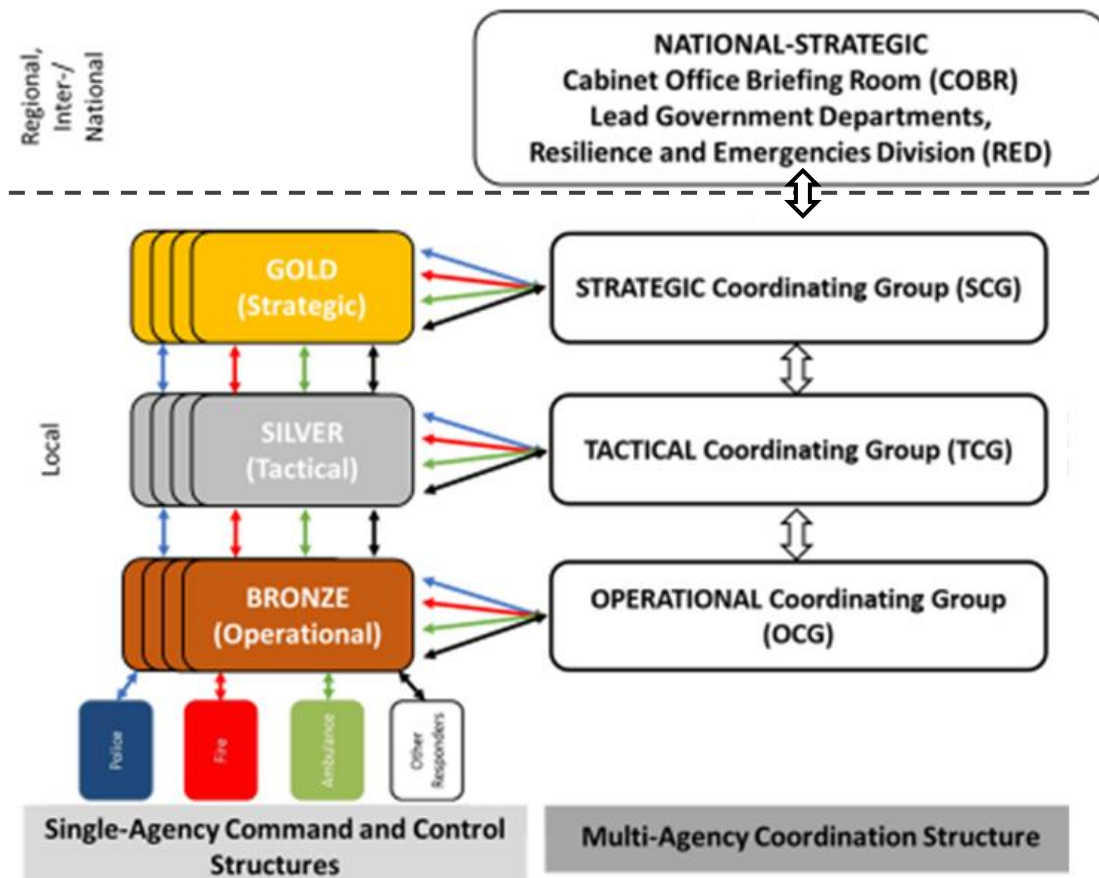 Regional,
Inter-/
National
NATIONAL-STRATEGIC
Cabinet Office Briefing Room (COBR)
Lead Government Departments,
Resilience and Emergencies Division (RED)
Local
GOLD
(Strategic)
STRATEGIC Coordinating Group (SCG)
SILVER
(Tactical)
TACTICAL Coordinating Group (TCG)
BRONZE
(Operational)
OPERATIONAL Coordinating Group
(OCG)
Police
Fire
Ambulance
Other
Responders
Single-Agency Command and Control
Structures
Multi-Agency Coordination Structure